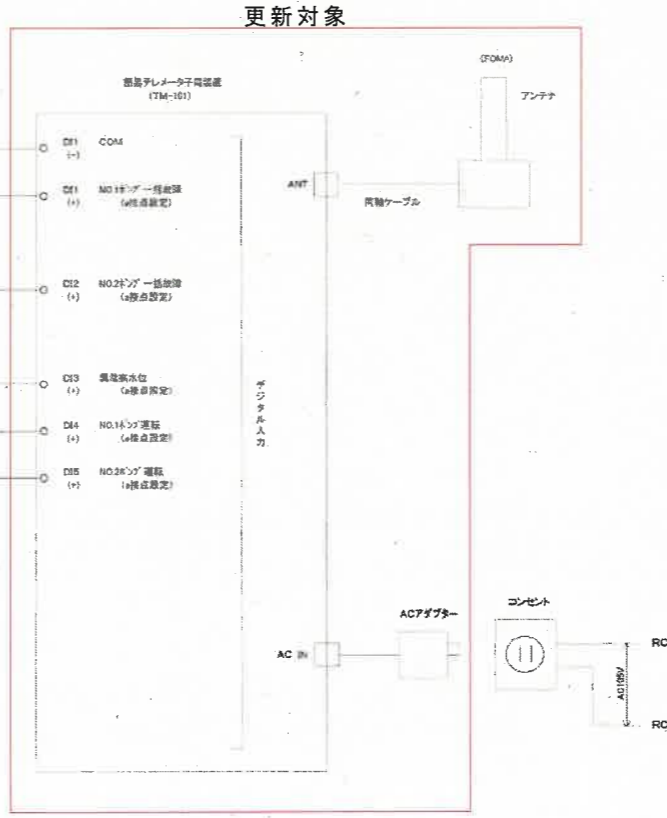 更新対象
簡易テレメータ子局装置
(TM-101)
(FOMA)
アンテナ
DI1 COM
(-)
DI1 NO.1ポンプ一括故障
(+) (a接点設定)
ANT
同軸ケーブル
DI2 NO.2ポンプ一括故障
(+) (a接点設定)
DI3 異常高水位
(+) (a接点設定)
DI4 NO.1ポンプ運転
(+) (a接点設定)
DI5 NO.2ポンプ運転
(+) (a接点設定)
デジタル入力
ACアダプター
コンセント
AC IN
AC105V
RC
RC